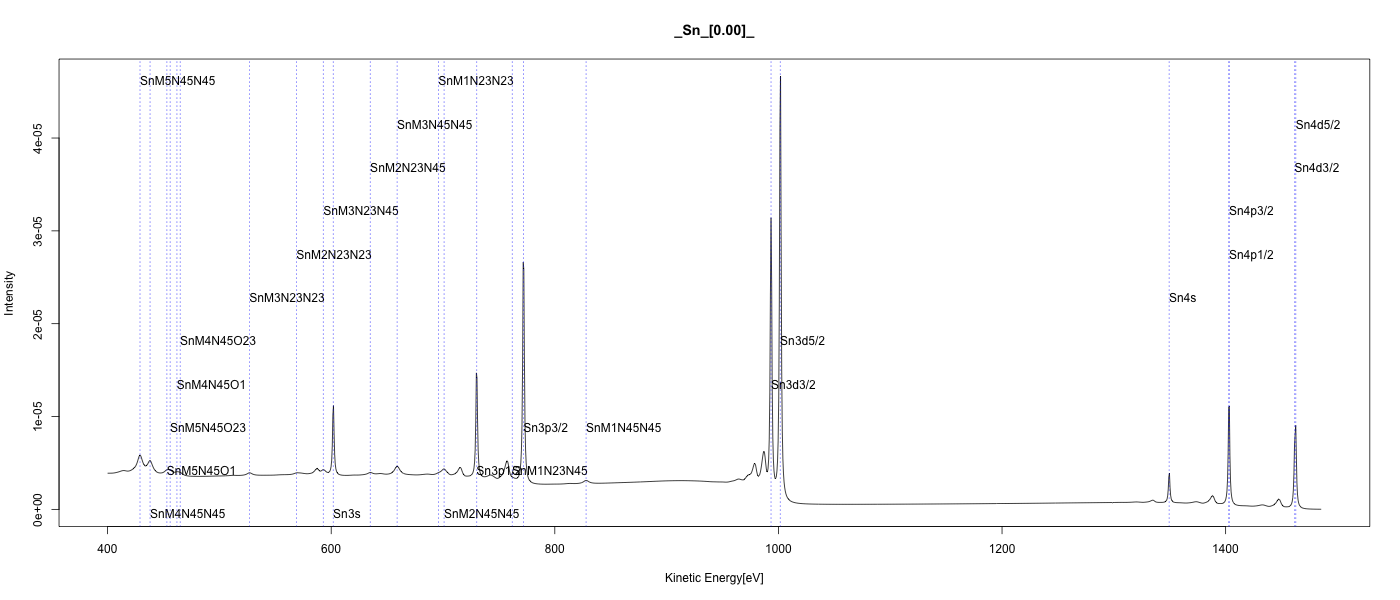 _Sn_[0.00]_
SnM5N45N45
SnM1N23N23
SnM3N45N45
Sn4d5/2
SnM2N23N45
Sn4d3/2
SnM3N23N45
Sn4p3/2
SnM2N23N23
Sn4p1/2
SnM3N23N23
Sn4s
SnM4N45O23
Sn3d5/2
SnM4N45O1
Sn3d3/2
SnM5N45O23
Sn3p3/2
SnM1N45N45
SnM5N45O1
Sn3p1/2
SnM1N23N45
SnM4N45N45
Sn3s
SnM2N45N45
Intensity
0e+00
1e-05
2e-05
3e-05
4e-05
400
600
800
1000
1200
1400
Kinetic Energy[eV]